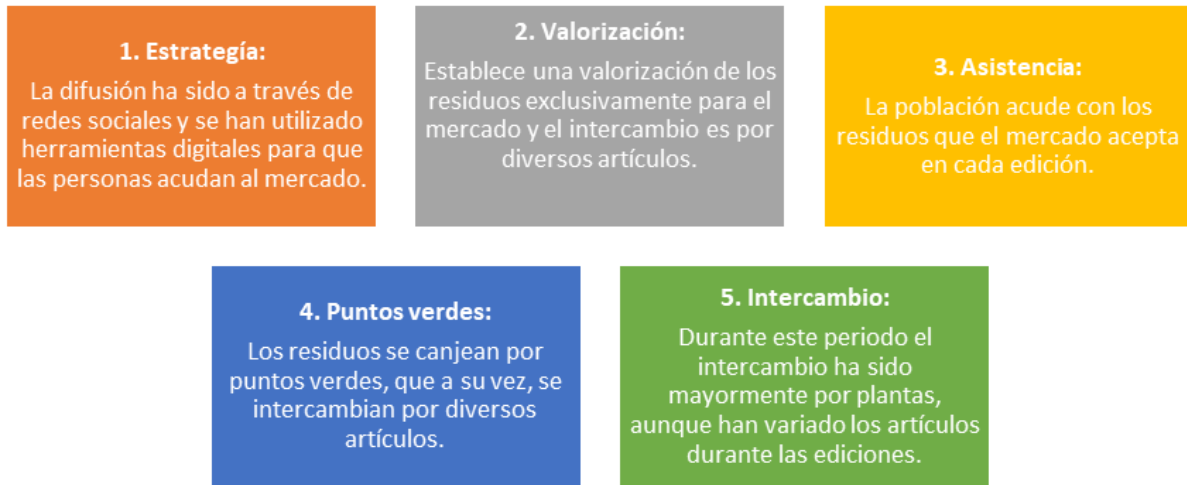 1. Estrategía:
La difusión ha sido a través de
redes sociales y se han utilizado
herramientas digitales para que
las personas acudan al mercado.
2. Valorización:
Establece una valorización de los
residuos exclusivamente para el
mercado y el intercambio es por
diversos artículos.
3. Asistencia:
La población acude con los
residuos que el mercado acepta
en cada edición.
4. Puntos verdes:
Los residuos se canjean por
puntos verdes, que a su vez, se
intercambian por diversos
artículos.
5. Intercambio:
Durante este periodo el
intercambio ha sido
mayormente por plantas,
aunque han variado los artículos
durante las ediciones.